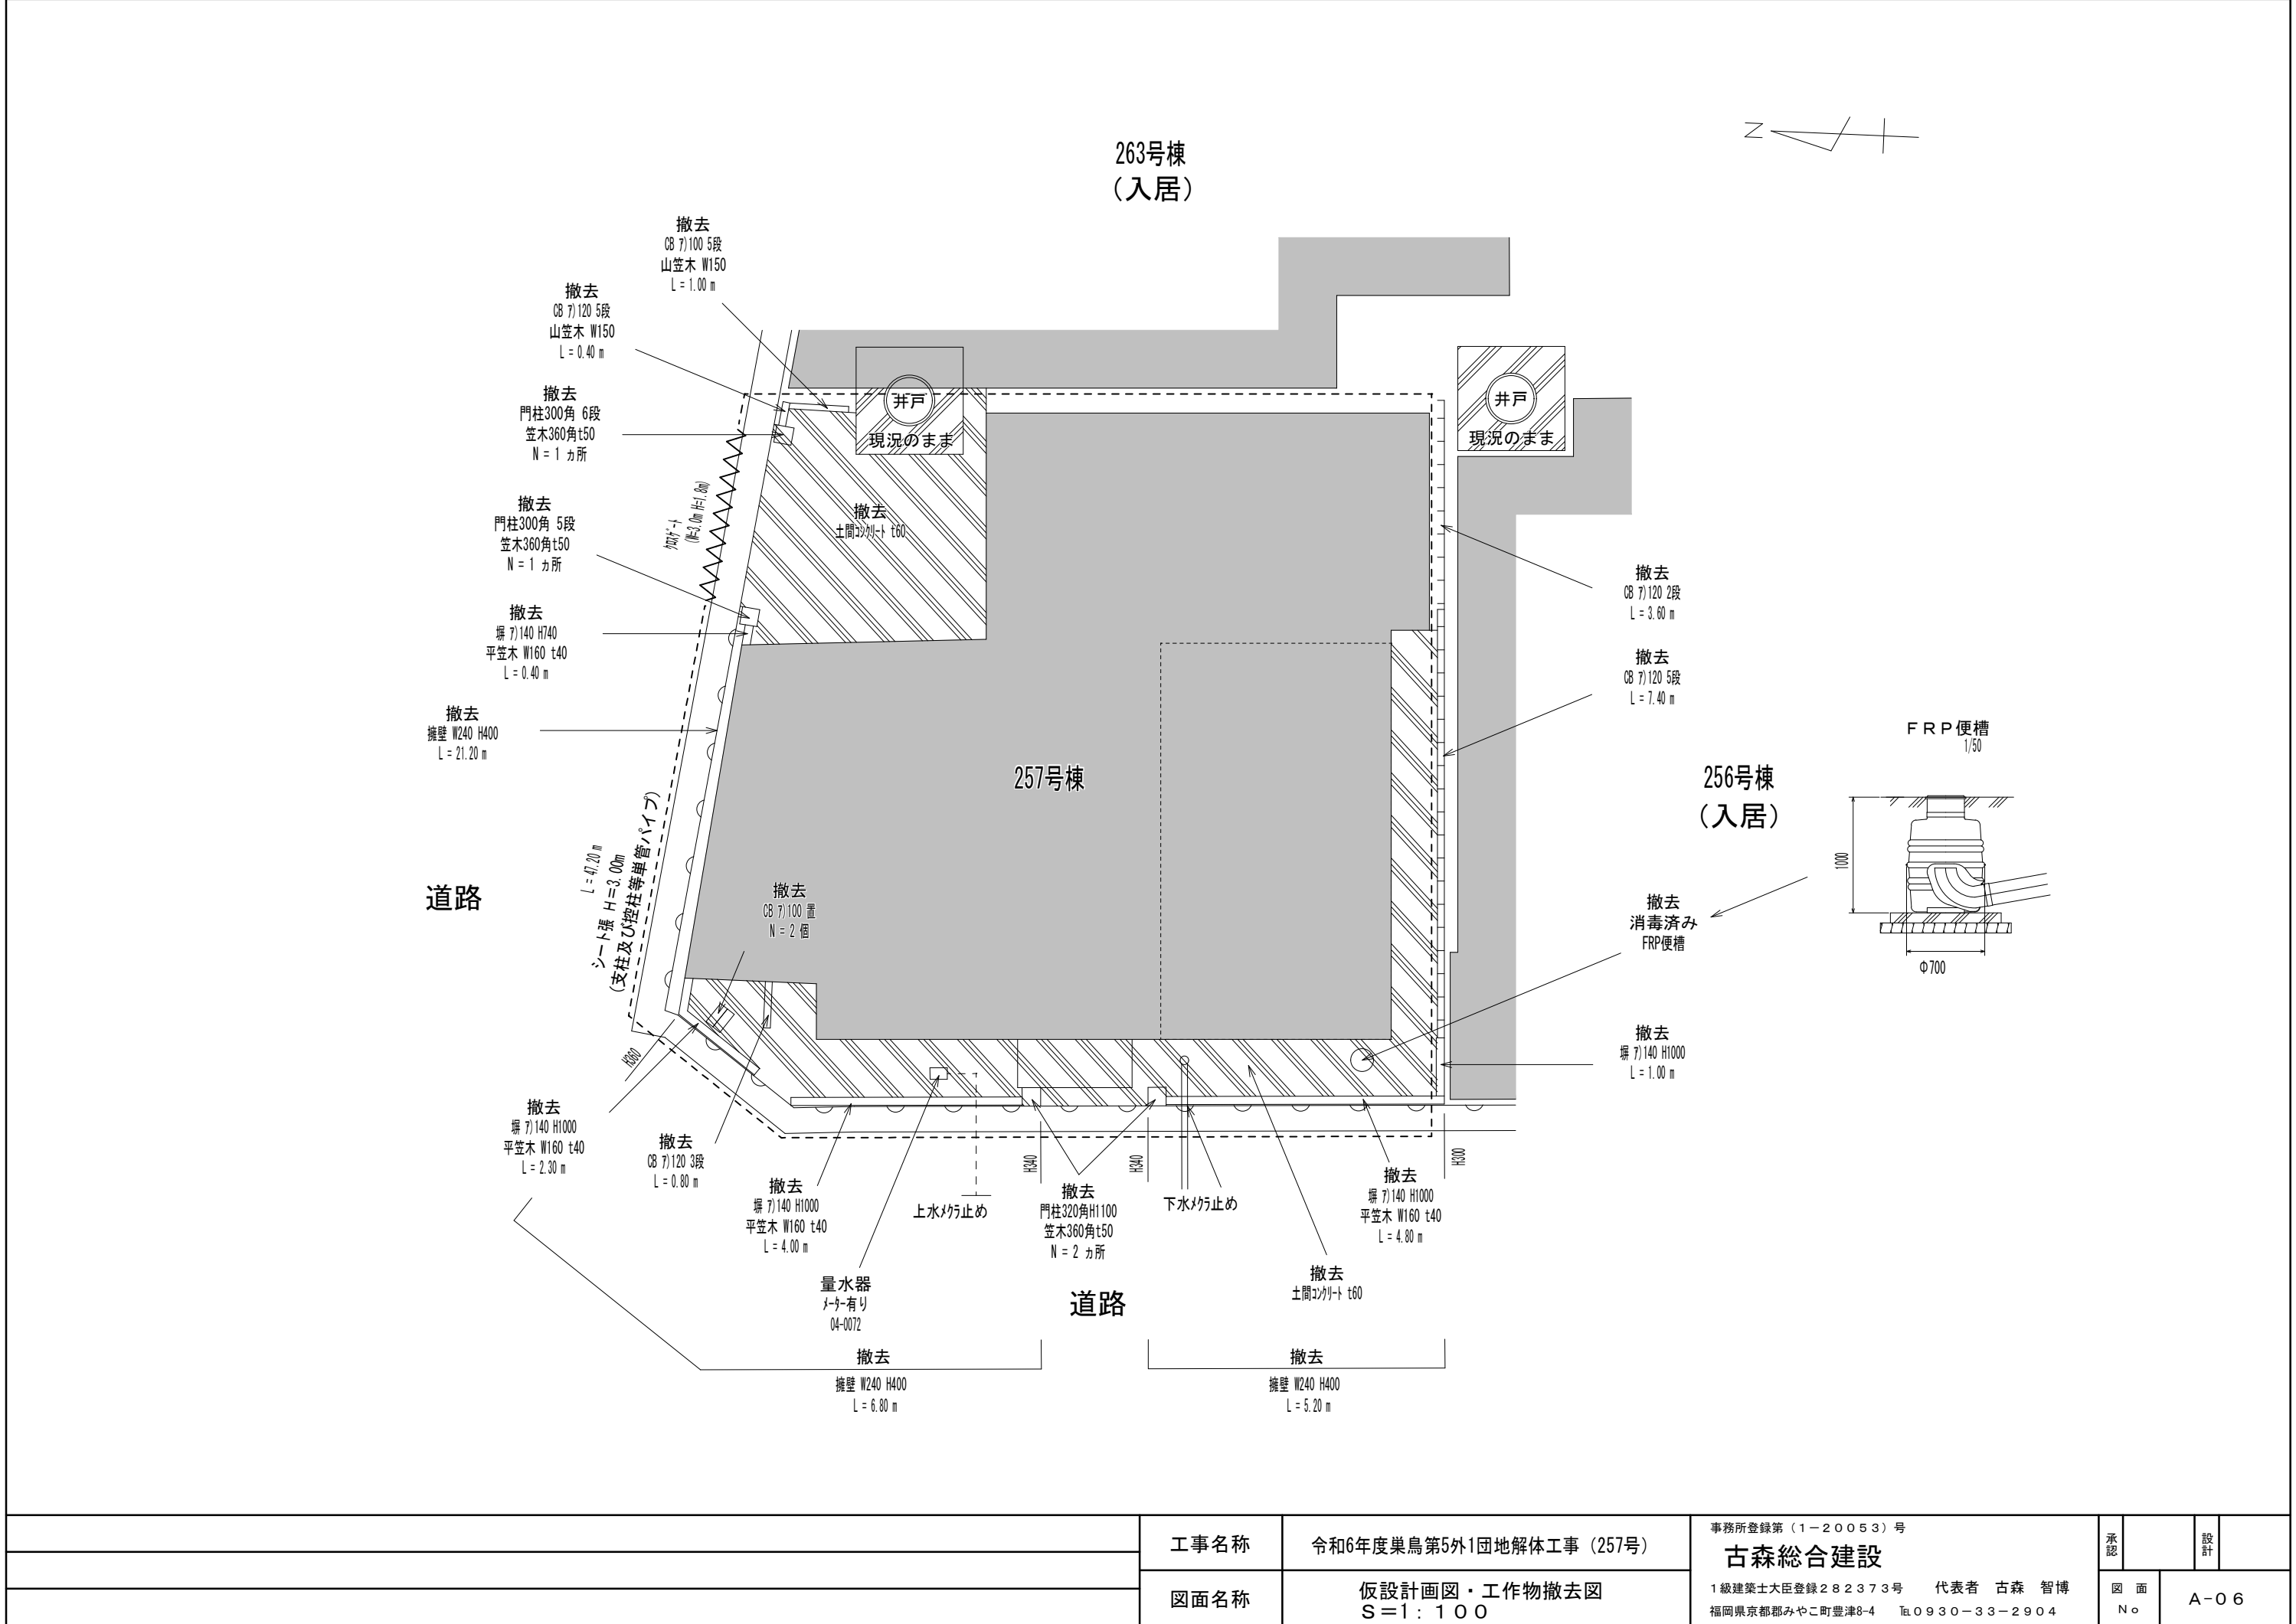 263号棟
(入居)
N
撤去
CB ｱ)100 5段
山笠木 W150
L = 1.00 m
撤去
CB ｱ)120 5段
山笠木 W150
L = 0.40 m
撤去
門柱300角 6段
笠木360角t50
N = 1 ヵ所
撤去
門柱300角 5段
笠木360角t50
N = 1 ヵ所
撤去
塀 ｱ)140 H740
平笠木 W160 t40
L = 0.40 m
撤去
擁壁 W240 H400
L = 21.20 m
ｸﾛｽｹﾞｰﾄ
(W=3.0m H=1.8m)
井戸
現況のまま
撤去
土間ｺﾝｸﾘｰﾄ t60
井戸
現況のまま
撤去
CB ｱ)120 2段
L = 3.60 m
撤去
CB ｱ)120 5段
L = 7.40 m
257号棟
256号棟
(入居)
ＦＲＰ便槽
1/50
1000
Φ700
道路
L = 47.20 m
シート張 H=3.00m
(支柱及び控柱等単管パイプ)
撤去
CB ｱ)100 置
N = 2 個
撤去
消毒済み
FRP便槽
撤去
塀 ｱ)140 H1000
L = 1.00 m
H360
撤去
塀 ｱ)140 H1000
平笠木 W160 t40
L = 2.30 m
撤去
CB ｱ)120 3段
L = 0.80 m
撤去
塀 ｱ)140 H1000
平笠木 W160 t40
L = 4.00 m
量水器
ﾒｰﾀｰ有り
04-0072
上水ﾒｸﾗ止め
H340
撤去
門柱320角H1100
笠木360角t50
N = 2 ヵ所
H340
下水ﾒｸﾗ止め
撤去
土間ｺﾝｸﾘｰﾄ t60
撤去
塀 ｱ)140 H1000
平笠木 W160 t40
L = 4.80 m
H300
道路
撤去
擁壁 W240 H400
L = 6.80 m
撤去
擁壁 W240 H400
L = 5.20 m
工事名称
令和6年度巣鳥第5外1団地解体工事（257号）
図面名称
仮設計画図・工作物撤去図
Ｓ＝1：１００
事務所登録第（１－２００５３）号
古森総合建設
１級建築士大臣登録２８２３７３号　代表者　古森　智博
福岡県京都郡みやこ町豊津8-4　℡０９３０－３３－２９０４
承認
設計
図面Ｎｏ
Ａ-０６